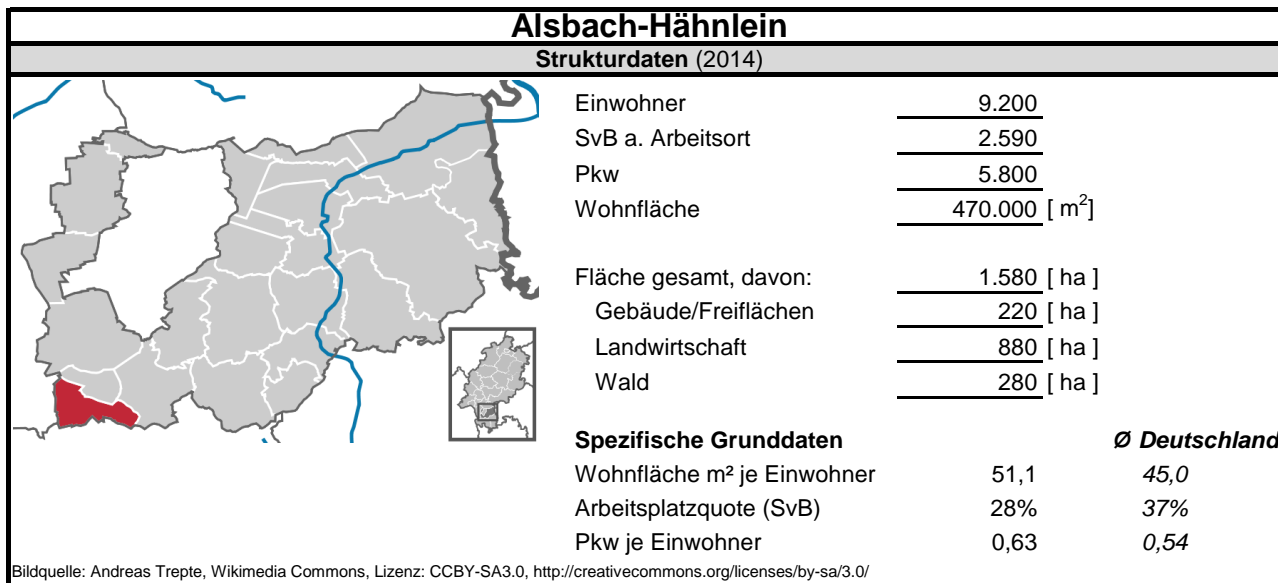 Alsbach-Hähnlein
Strukturdaten (2014)
Einwohner 9.200
SvB a. Arbeitsort 2.590
Pkw 5.800
Wohnfläche 470.000 [ m²]
Fläche gesamt, davon: 1.580 [ ha ]
Gebäude/Freiflächen 220 [ ha ]
Landwirtschaft 880 [ ha ]
Wald 280 [ ha ]
Spezifische Grunddaten Ø Deutschland
Wohnfläche m² je Einwohner 51,1 45,0
Arbeitsplatzquote (SvB) 28% 37%
Pkw je Einwohner 0,63 0,54
Bildquelle: Andreas Trepte, Wikimedia Commons, Lizenz: CCBY-SA3.0, http://creativecommons.org/licenses/by-sa/3.0/